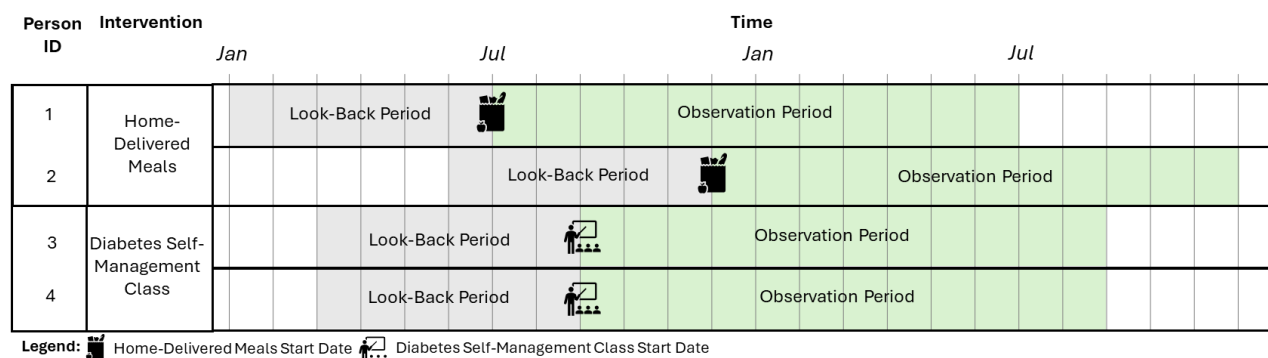 Person ID
Intervention
Time
Jan
Jul
Jan
Jul
1
Home-
Delivered
Meals
Look-Back Period
Observation Period
2
Look-Back Period
Observation Period
3
Diabetes Self-
Management
Class
Look-Back Period
Observation Period
4
Look-Back Period
Observation Period
Legend: Home-Delivered Meals Start Date Diabetes Self-Management Class Start Date